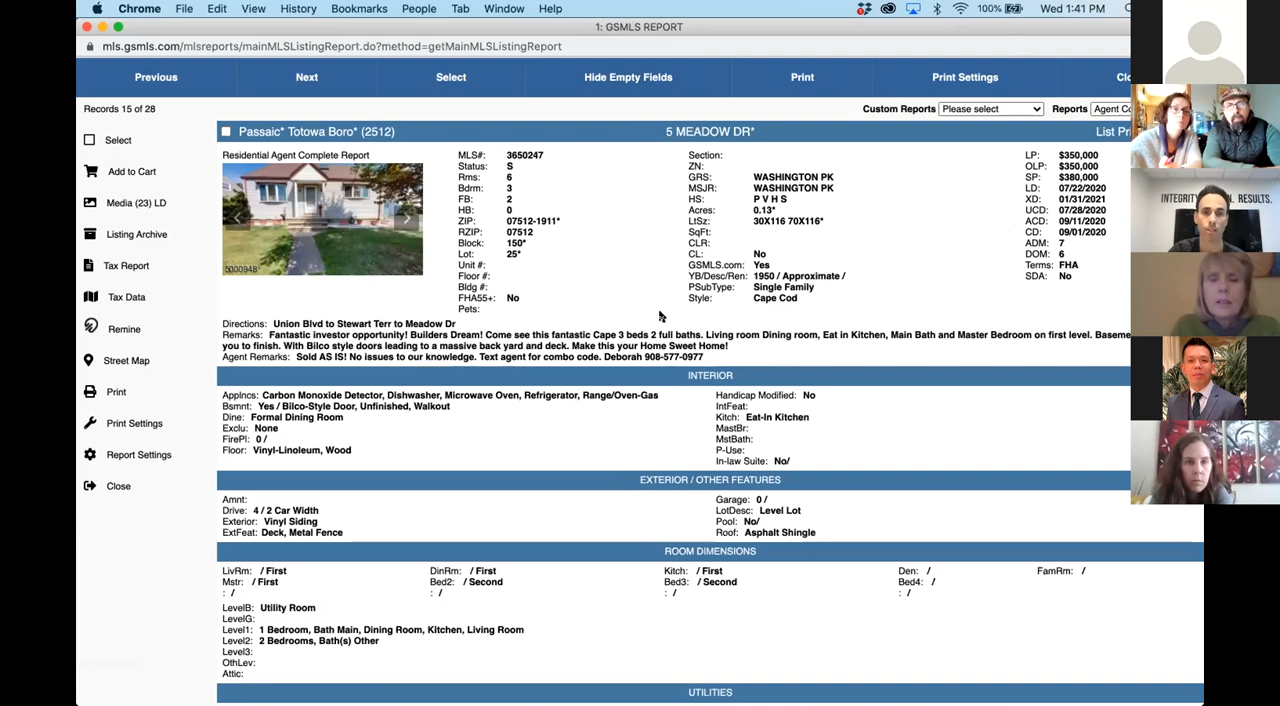 Chrome File Edit View History Bookmarks People Tab Window Help 100% Wed 1:41 PM
1: GSMLS REPORT
mls.gsmls.com/mlsreports/mainMLSListingReport.do?method=getMainMLSListingReport
Previous Next Select Hide Empty Fields Print Print Settings Clo
Records 15 of 28 Custom Reports Please select Reports Agent Co
Passaic* Totowa Boro* (2512) 5 MEADOW DR* List Pri
Select
Add to Cart
Media (23) LD
Listing Archive
Tax Report
Tax Data
Remine
Street Map
Print
Print Settings
Report Settings
Close
Residential Agent Complete Report
5000948
MLS#: 3650247
Status: S
Rms: 6
Bdrm: 3
FB: 2
HB: 0
ZIP: 07512-1911*
RZIP: 07512
Block: 150*
Lot: 25*
Unit #:
Floor #:
Bldg #:
FHA55+: No
Pets:
Section:
ZN:
GRS: WASHINGTON PK
MSJR: WASHINGTON PK
HS: P V H S
Acres: 0.13*
LtSz: 30X116 70X116*
SqFt:
CLR:
CL: No
GSMLS.com: Yes
YB/Desc/Ren: 1950 / Approximate /
PSubType: Single Family
Style: Cape Cod
LP: $350,000
OLP: $350,000
SP: $380,000
LD: 07/22/2020
XD: 01/31/2021
UCD: 07/28/2020
ACD: 09/11/2020
CD: 09/01/2020
ADM: 7
DOM: 6
Terms: FHA
SDA: No
Directions: Union Blvd to Stewart Terr to Meadow Dr
Remarks: Fantastic investor opportunity! Builders Dream! Come see this fantastic Cape 3 beds 2 full baths. Living room Dining room, Eat in Kitchen, Main Bath and Master Bedroom on first level. Baseme
you to finish. With Bilco style doors leading to a massive back yard and deck. Make this your Home Sweet Home!
Agent Remarks: Sold AS IS! No issues to our knowledge. Text agent for combo code. Deborah 908-577-0977
INTERIOR
Applncs: Carbon Monoxide Detector, Dishwasher, Microwave Oven, Refrigerator, Range/Oven-Gas
Bsmnt: Yes / Bilco-Style Door, Unfinished, Walkout
Dine: Formal Dining Room
Exclu: None
FirePl: 0 /
Floor: Vinyl-Linoleum, Wood
Handicap Modified: No
IntFeat:
Kitch: Eat-In Kitchen
MastBr:
MstBath:
P-Use:
In-law Suite: No/
EXTERIOR / OTHER FEATURES
Amnt:
Drive: 4 / 2 Car Width
Exterior: Vinyl Siding
ExtFeat: Deck, Metal Fence
Garage: 0 /
LotDesc: Level Lot
Pool: No/
Roof: Asphalt Shingle
ROOM DIMENSIONS
LivRm: / First DinRm: / First Kitch: / First Den: / FamRm: /
Mstr: / First Bed2: / Second Bed3: / Second Bed4: /
: / : / : / : /
LevelB: Utility Room
LevelG:
Level1: 1 Bedroom, Bath Main, Dining Room, Kitchen, Living Room
Level2: 2 Bedrooms, Bath(s) Other
Level3:
OthLev:
Attic:
UTILITIES
INTEGRITY RESULTS.